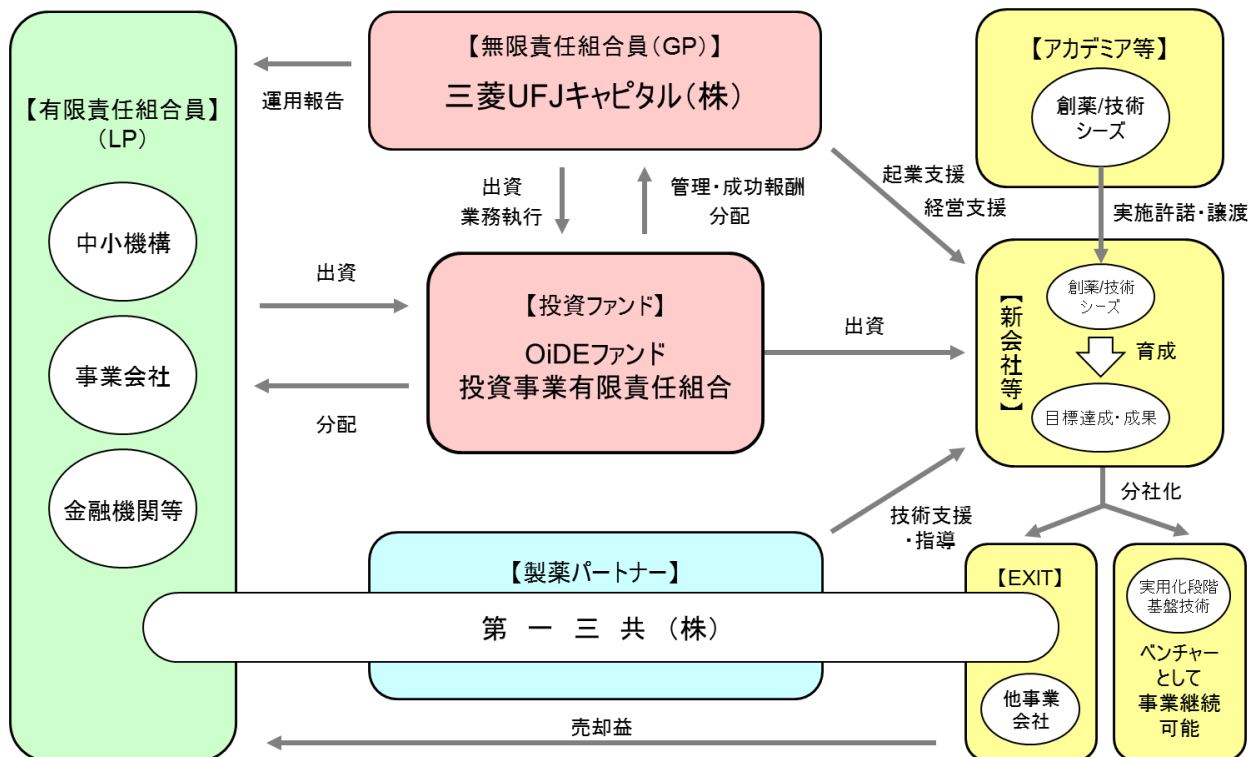 【有限責任組合員】
(LP)
中小機構
事業会社
金融機関等
【無限責任組合員(GP)】
三菱UFJキャピタル(株)
運用報告
出資
業務執行
管理・成功報酬
分配
出資
分配
【投資ファンド】
OiDEファンド
投資事業有限責任組合
出資
起業支援
経営支援
【アカデミア等】
創薬/技術
シーズ
実施許諾・譲渡
【新会社等】
創薬/技術
シーズ
育成
目標達成・成果
分社化
技術支援
・指導
【製薬パートナー】
第一三共(株)
【EXIT】
他事業
会社
実用化段階
基盤技術
ベンチャー
として
事業継続
可能
売却益